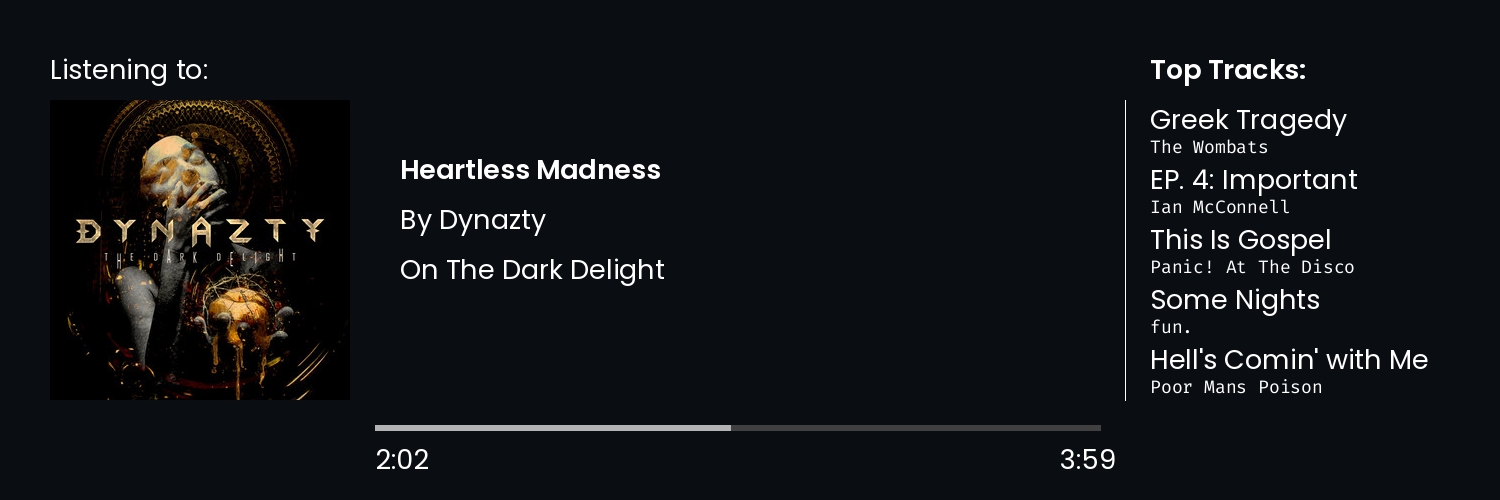 Listening to:
DYNAZTY
THE DARK DELIGHT
Heartless Madness
By Dynazty
On The Dark Delight
2:02
3:59
Top Tracks:
Greek Tragedy
The Wombats
EP. 4: Important
Ian McConnell
This Is Gospel
Panic! At The Disco
Some Nights
fun.
Hell's Comin' with Me
Poor Mans Poison